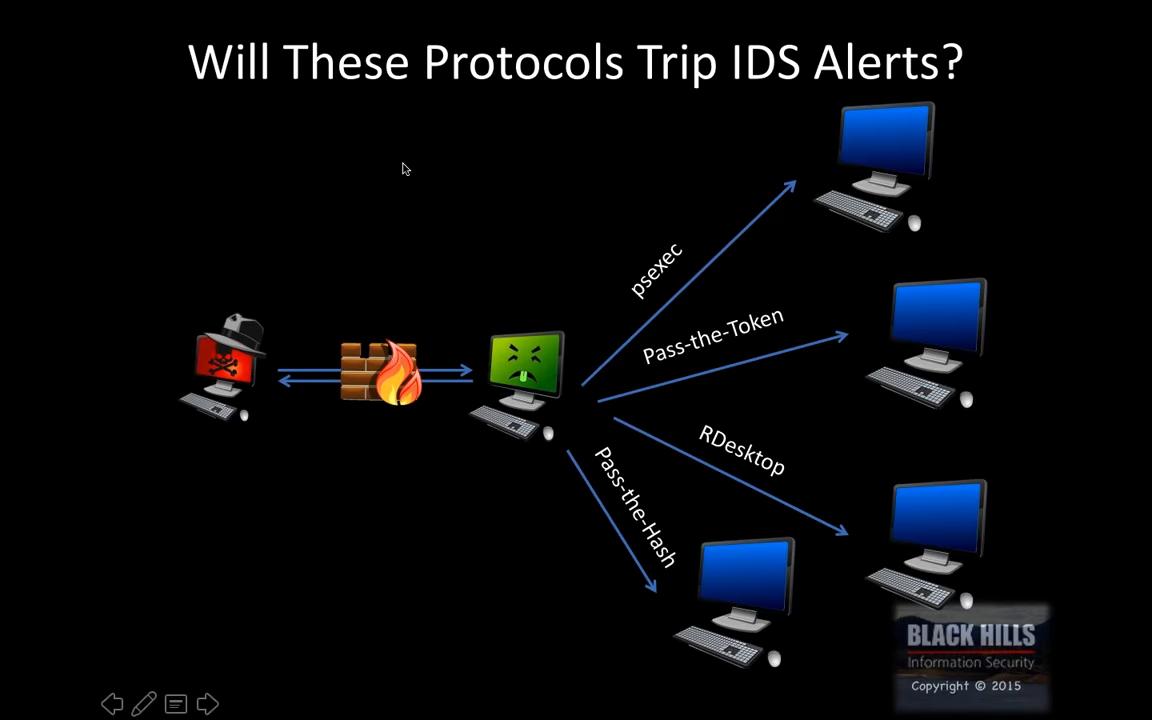 Will These Protocols Trip IDS Alerts?
psexec
Pass-the-Token
RDesktop
Pass-the-Hash
BLACK HILLS
Information Security
Copyright © 2015